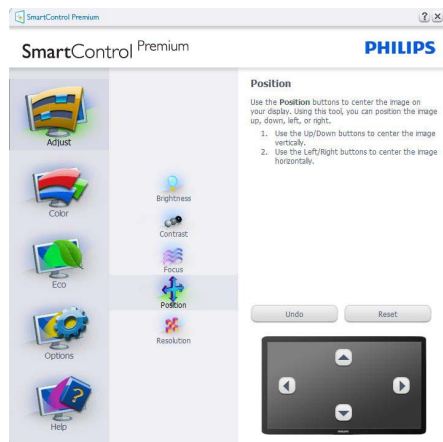 SmartControl Premium
? X
SmartControl Premium
PHILIPS
Adjust
Color
Eco
Options
Help
Brightness
Contrast
Focus
Position
Resolution
Position
Use the Position buttons to center the image on
your display. Using this tool, you can position the image
up, down, left, or right.
1. Use the Up/Down buttons to center the image
vertically.
2. Use the Left/Right buttons to center the image
horizontally.
Undo
Reset
PHILIPS